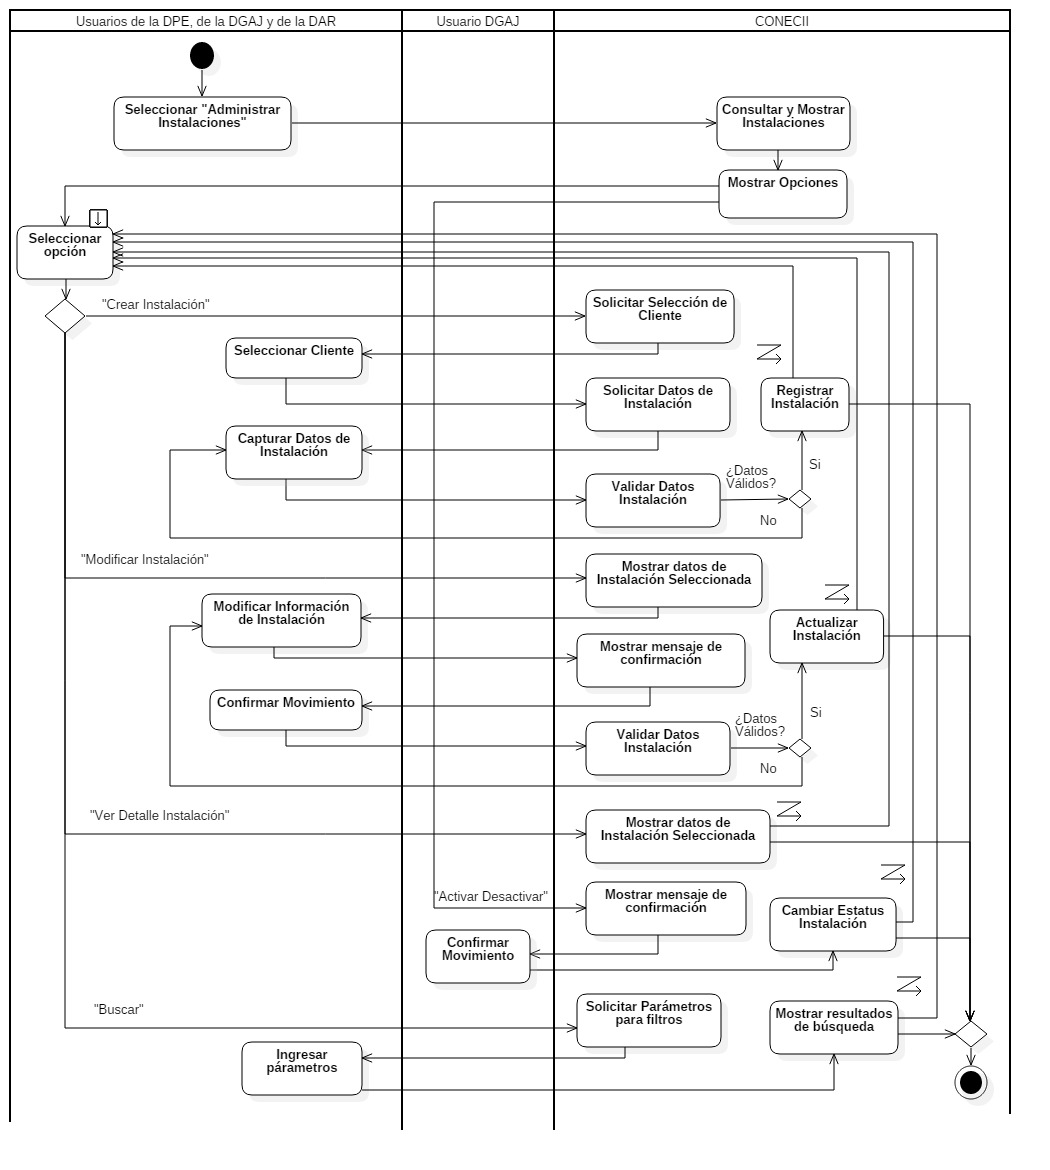 Usuarios de la DPE, de la DGAJ y de la DAR
Usuario DGAJ
CONECII
Seleccionar "Administrar
Instalaciones"
Consultar y Mostrar
Instalaciones
Mostrar Opciones
Seleccionar
opción
"Crear Instalación"
Solicitar Selección de
Cliente
Seleccionar Cliente
Solicitar Datos de
Instalación
Registrar
Instalación
Capturar Datos de
Instalación
Si
¿Datos
Válidos?
Validar Datos
Instalación
No
"Modificar Instalación"
Mostrar datos de
Instalación Seleccionada
Modificar Información
de Instalación
Actualizar
Instalación
Mostrar mensaje de
confirmación
Confirmar Movimiento
Si
¿Datos
Válidos?
Validar Datos
Instalación
No
"Ver Detalle Instalación"
Mostrar datos de
Instalación Seleccionada
"Activar Desactivar"
Mostrar mensaje de
confirmación
Cambiar Estatus
Instalación
Confirmar
Movimiento
"Buscar"
Solicitar Parámetros
para filtros
Mostrar resultados
de búsqueda
Ingresar
párametros